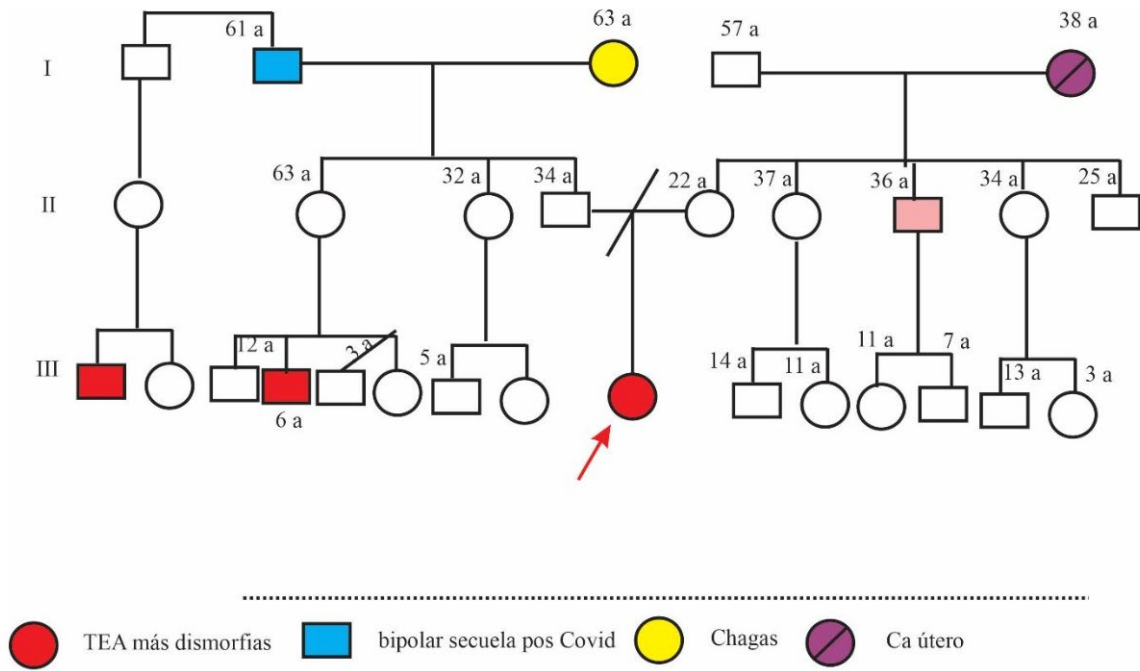 61 a
63 a
57 a
38 a
I
63 a
32 a
34 a
22 a
37 a
36 a
34 a
25 a
II
12 a
3 a
5 a
14 a
11 a
11 a
7 a
13 a
3 a
III
6 a
TEA más dismorfias
bipolar secuela pos Covid
Chagas
Ca útero